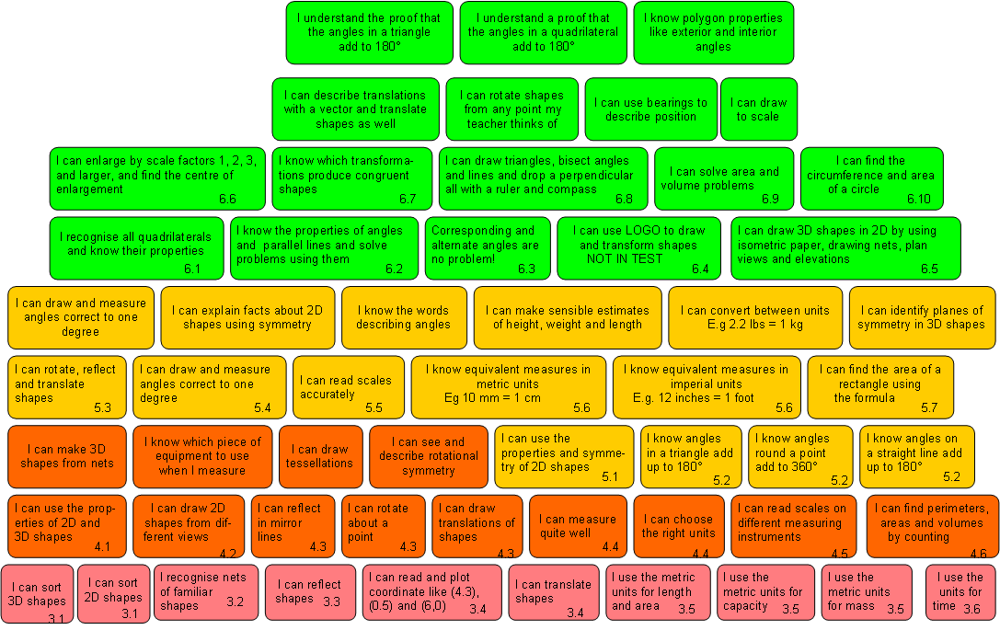 I understand the proof that
the angles in a triangle
add to 180°
I understand a proof that
the angles in a quadrilateral
add to 180°
I know polygon properties
like exterior and interior
angles
I can describe translations
with a vector and translate
shapes as well
I can rotate shapes
from any point my
teacher thinks of
I can use bearings to
describe position
I can draw
to scale
I can enlarge by scale factors 1, 2, 3,
and larger, and find the centre of
enlargement
6.6
I know which transforma-
tions produce congruent
shapes
6.7
I can draw triangles, bisect angles
and lines and drop a perpendicular
all with a ruler and compass
6.8
I can solve area and
volume problems
6.9
I can find the
circumference and area
of a circle
6.10
I recognise all quadrilaterals
and know their properties
6.1
I know the properties of angles
and parallel lines and solve
problems using them
6.2
Corresponding and
alternate angles are
no problem!
6.3
I can use LOGO to draw
and transform shapes
NOT IN TEST
6.4
I can draw 3D shapes in 2D by using
isometric paper, drawing nets, plan
views and elevations
6.5
I can draw and measure
angles correct to one
degree
I can explain facts about 2D
shapes using symmetry
I know the words
describing angles
I can make sensible estimates
of height, weight and length
I can convert between units
E.g 2.2 lbs = 1 kg
I can identify planes of
symmetry in 3D shapes
I can rotate, reflect
and translate
shapes
5.3
I can draw and measure
angles correct to one
degree
5.4
I can read scales
accurately
5.5
I know equivalent measures in
metric units
Eg 10 mm = 1 cm
5.6
I know equivalent measures in
imperial units
E.g. 12 inches = 1 foot
5.6
I can find the area of a
rectangle using
the formula
5.7
I can make 3D
shapes from nets
I know which piece of
equipment to use
when I measure
I can draw
tessellations
I can see and
describe rotational
symmetry
I can use the
properties and symme-
try of 2D shapes
5.1
I know angles
in a triangle add
up to 180°
5.2
I know angles
round a point
add to 360°
5.2
I know angles on
a straight line add
up to 180°
5.2
I can use the prop-
erties of 2D and
3D shapes
4.1
I can draw 2D
shapes from dif-
ferent views
4.2
I can reflect
in mirror
lines
4.3
I can rotate
about a
point
4.3
I can draw
translations of
shapes
4.3
I can measure
quite well
4.4
I can choose
the right units
4.4
I can read scales on
different measuring
instruments
4.5
I can find perimeters,
areas and volumes
by counting
4.6
I can sort
3D shapes
3.1
I can sort
2D shapes
3.1
I recognise nets
of familiar
shapes
3.2
I can reflect
shapes
3.3
I can read and plot
coordinate like (4.3),
(0.5) and (6,0)
3.4
I can translate
shapes
3.4
I use the metric
units for length
and area
3.5
I use the
metric units for
capacity
3.5
I use the
metric units
for mass
3.5
I use the
units for
time
3.6